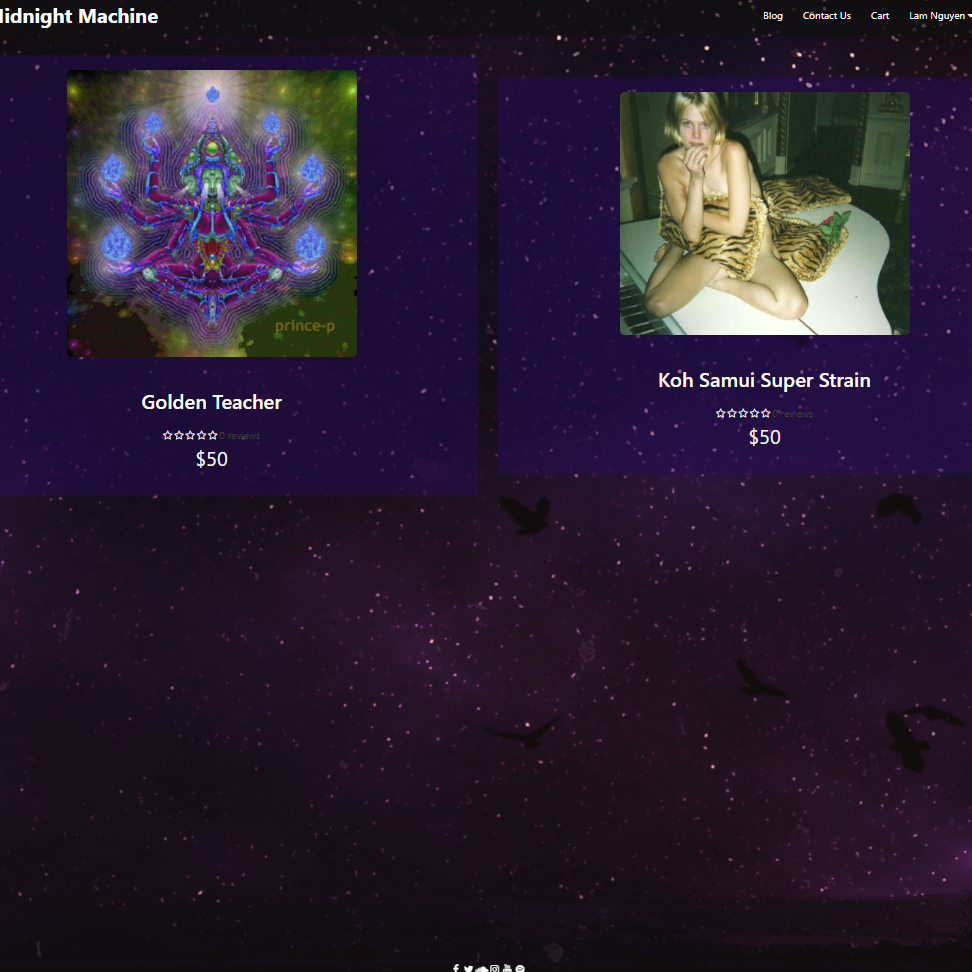 Midnight Machine
Blog Contact Us Cart Lam Nguyen
prince-p
Golden Teacher
0 reviews
$50
Koh Samui Super Strain
0 reviews
$50